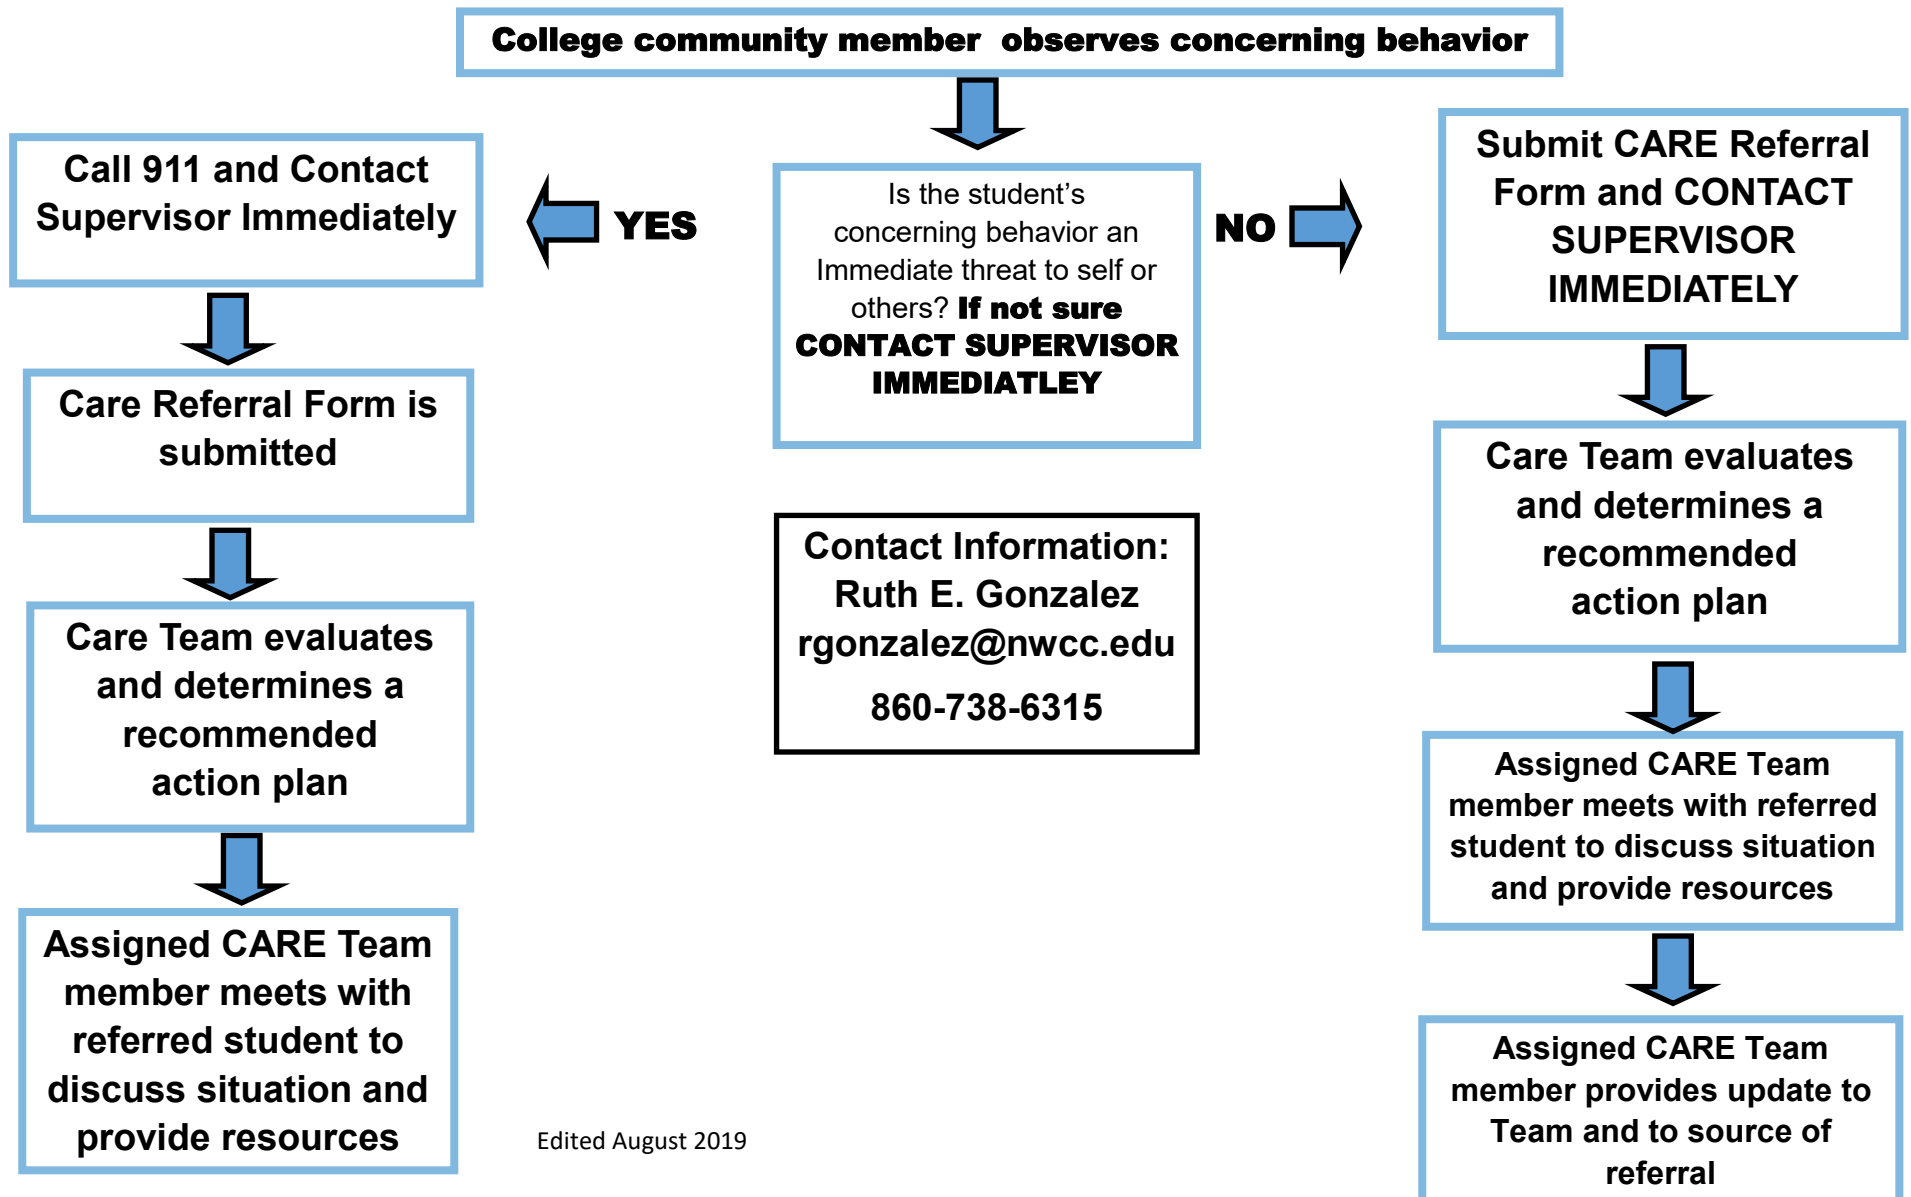 College community member  observes concerning behavior
Call 911 and Contact
Supervisor Immediately
YES
Is the student's
concerning behavior an
Immediate threat to self or
others? If not sure
CONTACT SUPERVISOR
IMMEDIATLEY
NO
Submit CARE Referral
Form and CONTACT
SUPERVISOR
IMMEDIATELY
Care Referral Form is
submitted
Care Team evaluates
and determines a
recommended
action plan
Assigned CARE Team
member meets with
referred student to
discuss situation and
provide resources
Contact Information:
Ruth E. Gonzalez
rgonzalez@nwcc.edu
860-738-6315
Care Team evaluates
and determines a
recommended
action plan
Assigned CARE Team
member meets with referred
student to discuss situation
and provide resources
Assigned CARE Team
member provides update to
Team and to source of
referral
Edited August 2019